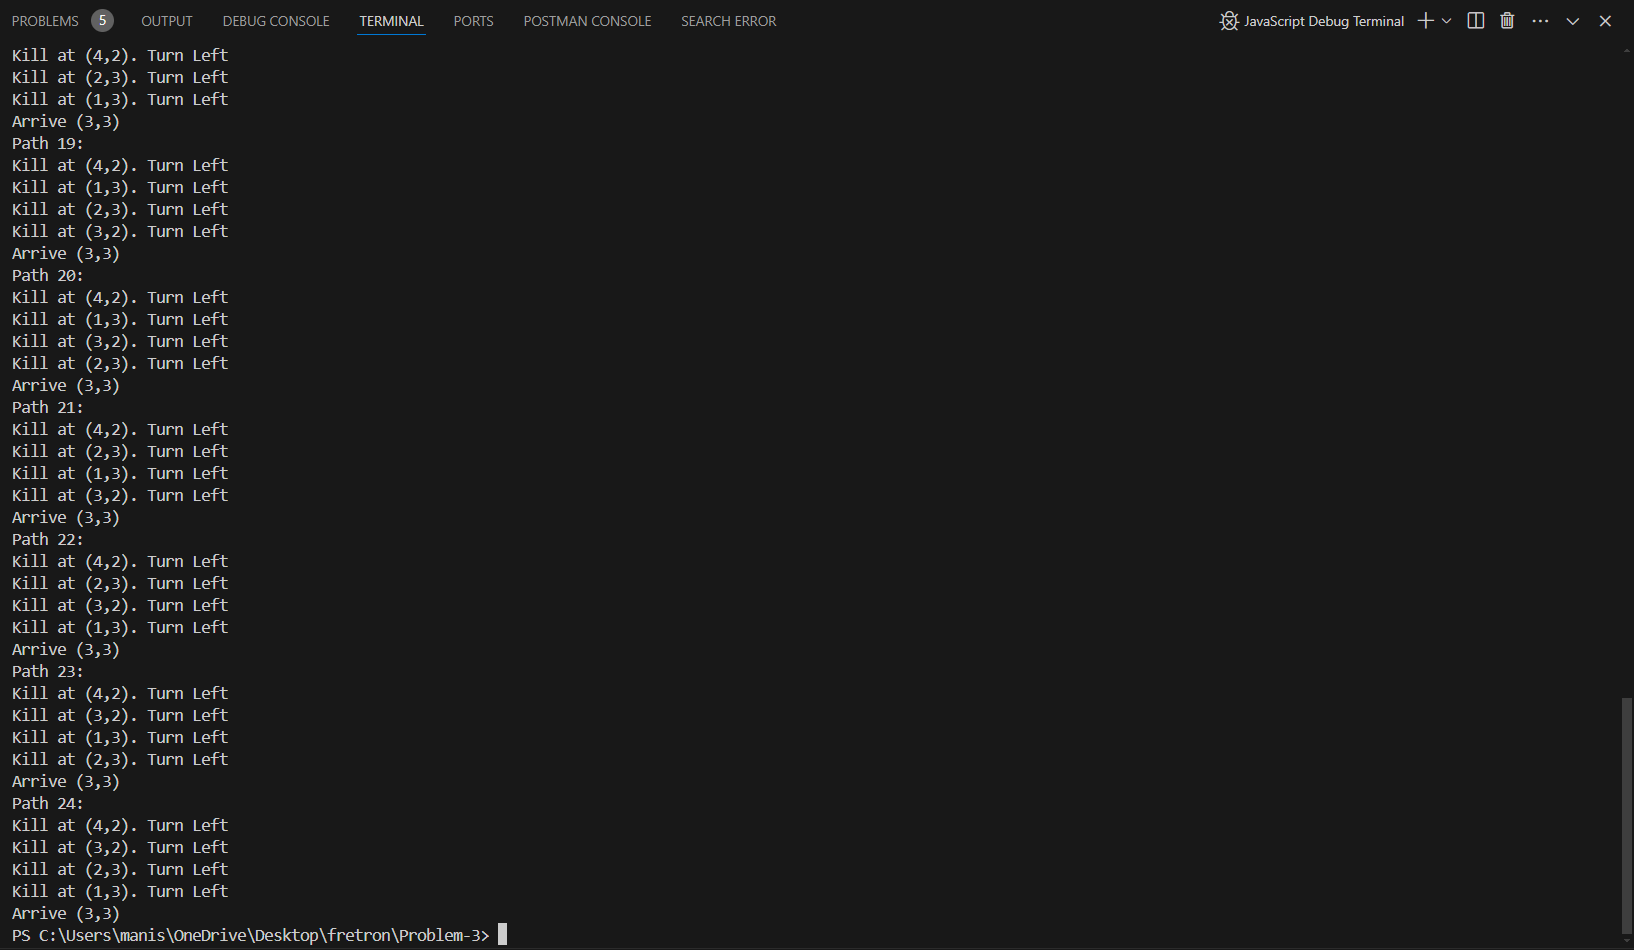 PROBLEMS 5 OUTPUT DEBUG CONSOLE TERMINAL PORTS POSTMAN CONSOLE SEARCH ERROR JavaScript Debug Terminal
Kill at (4,2). Turn Left
Kill at (2,3). Turn Left
Kill at (1,3). Turn Left
Arrive (3,3)
Path 19:
Kill at (4,2). Turn Left
Kill at (1,3). Turn Left
Kill at (2,3). Turn Left
Kill at (3,2). Turn Left
Arrive (3,3)
Path 20:
Kill at (4,2). Turn Left
Kill at (1,3). Turn Left
Kill at (3,2). Turn Left
Kill at (2,3). Turn Left
Arrive (3,3)
Path 21:
Kill at (4,2). Turn Left
Kill at (2,3). Turn Left
Kill at (1,3). Turn Left
Kill at (3,2). Turn Left
Arrive (3,3)
Path 22:
Kill at (4,2). Turn Left
Kill at (2,3). Turn Left
Kill at (3,2). Turn Left
Kill at (1,3). Turn Left
Arrive (3,3)
Path 23:
Kill at (4,2). Turn Left
Kill at (3,2). Turn Left
Kill at (1,3). Turn Left
Kill at (2,3). Turn Left
Arrive (3,3)
Path 24:
Kill at (4,2). Turn Left
Kill at (3,2). Turn Left
Kill at (2,3). Turn Left
Kill at (1,3). Turn Left
Arrive (3,3)
PS C:\Users\manis\OneDrive\Desktop\fretron\Problem-3>